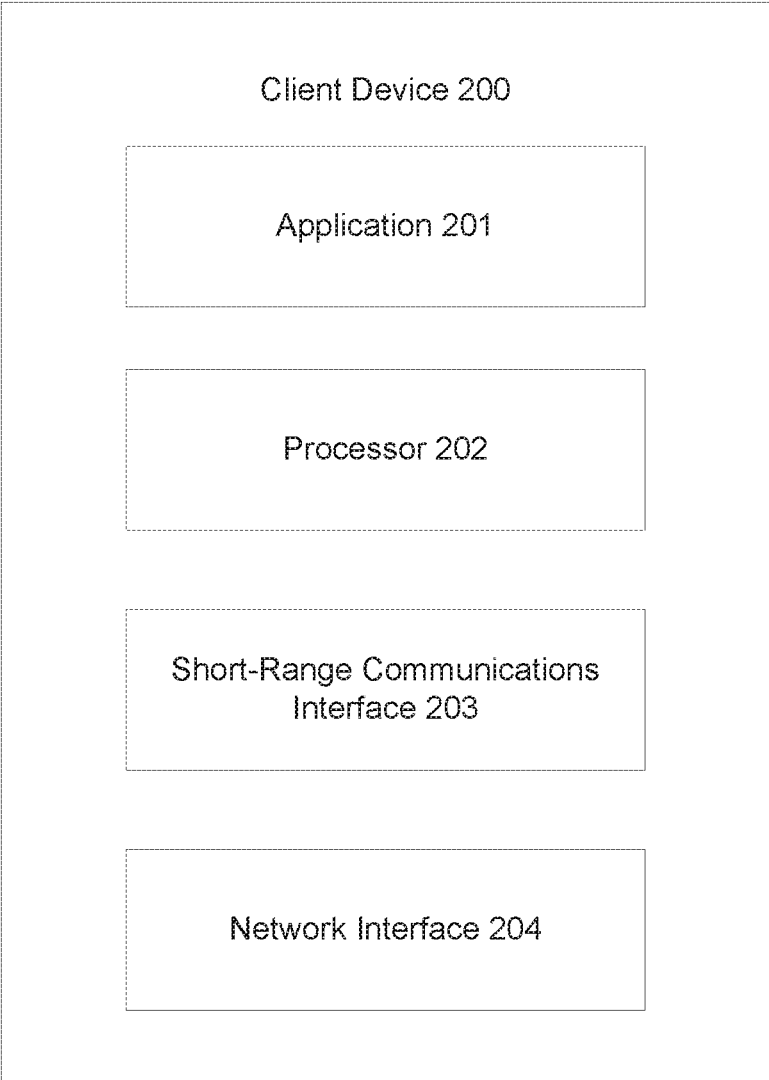 Client Device 200
Application 201
Processor 202
Short-Range Communications
Interface 203
Network Interface 204